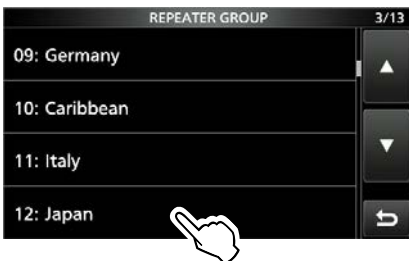 REPEATER GROUP 3/13
09: Germany
10: Caribbean
11: Italy
12: Japan